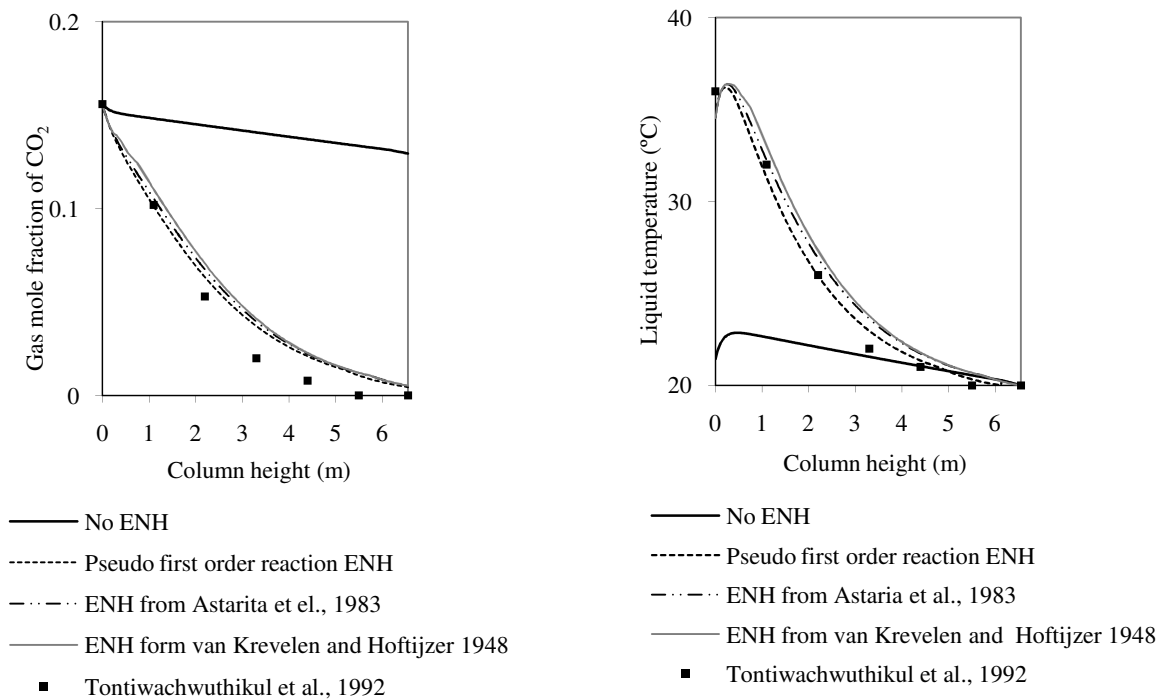 0.2
0.1
0
Gas mole fraction of CO2
0 1 2 3 4 5 6
Column height (m)
No ENH
Pseudo first order reaction ENH
ENH from Astarita et el., 1983
ENH form van Krevelen and Hoftijzer 1948
Tontiwachwuthikul et al., 1992
40
30
20
Liquid temperature (ºC)
0 1 2 3 4 5 6
Column height (m)
No ENH
Pseudo first order reaction ENH
ENH from Astaria et al., 1983
ENH from van Krevelen and Hoftijzer 1948
Tontiwachwuthikul et al., 1992